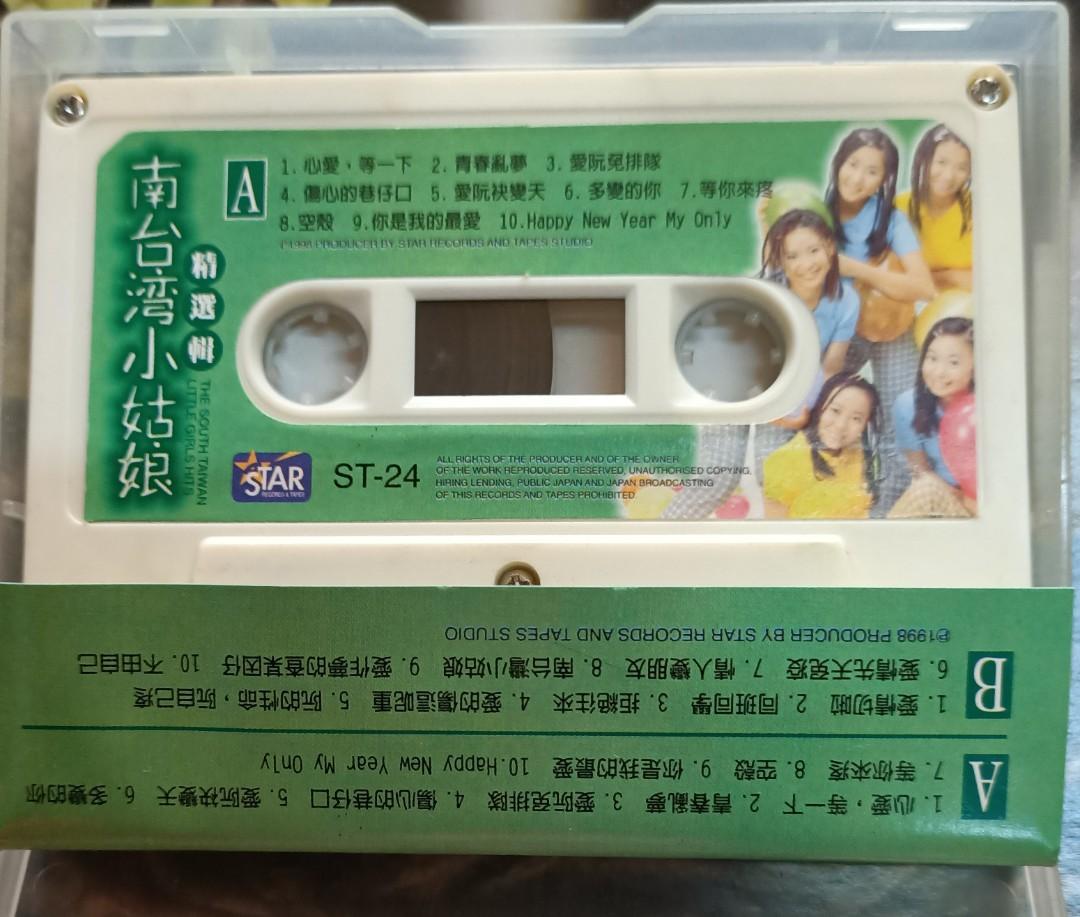 南台湾小姑娘
精選輯
THE SOUTH TAIWAN
LITTLE GIRLS HITS
A
1. 心愛，等一下 2. 青春亂夢 3. 愛阮免排隊
4. 傷心的巷仔口 5. 愛阮袂變天 6. 多變的你 7.等你來疼
8.空殼 9.你是我的最愛 10.Happy New Year My Only
℗1998 PRODUCER BY STAR RECORDS AND TAPES STUDIO
STAR
RECORDS & TAPES
ST-24
ALL RIGHTS OF THE PRODUCER AND OF THE OWNER
OF THE WORK REPRODUCED RESERVED, UNAUTHORISED COPYING,
HIRING LENDING, PUBLIC JAPAN AND JAPAN BROADCASTING
OF THIS RECORDS AND TAPES PROHIBITED
A
1. 心愛，等一下 2. 青春亂夢 3. 愛阮免排隊 4. 傷心的巷仔口 5. 愛阮袂變天 6. 多變的你
7. 等你來疼 8. 空殼 9. 你是我的最愛 10.Happy New Year My Only
B
1. 愛情切啦 2. 同班同學 3. 拒絕往來 4. 愛的傷這呢重 5. 阮的性命，阮自己疼
6. 愛情先天免疫 7. 情人變朋友 8. 南台灣小姑娘 9. 愛作夢的查某囡仔 10. 不由自己
℗1998 PRODUCER BY STAR RECORDS AND TAPES STUDIO